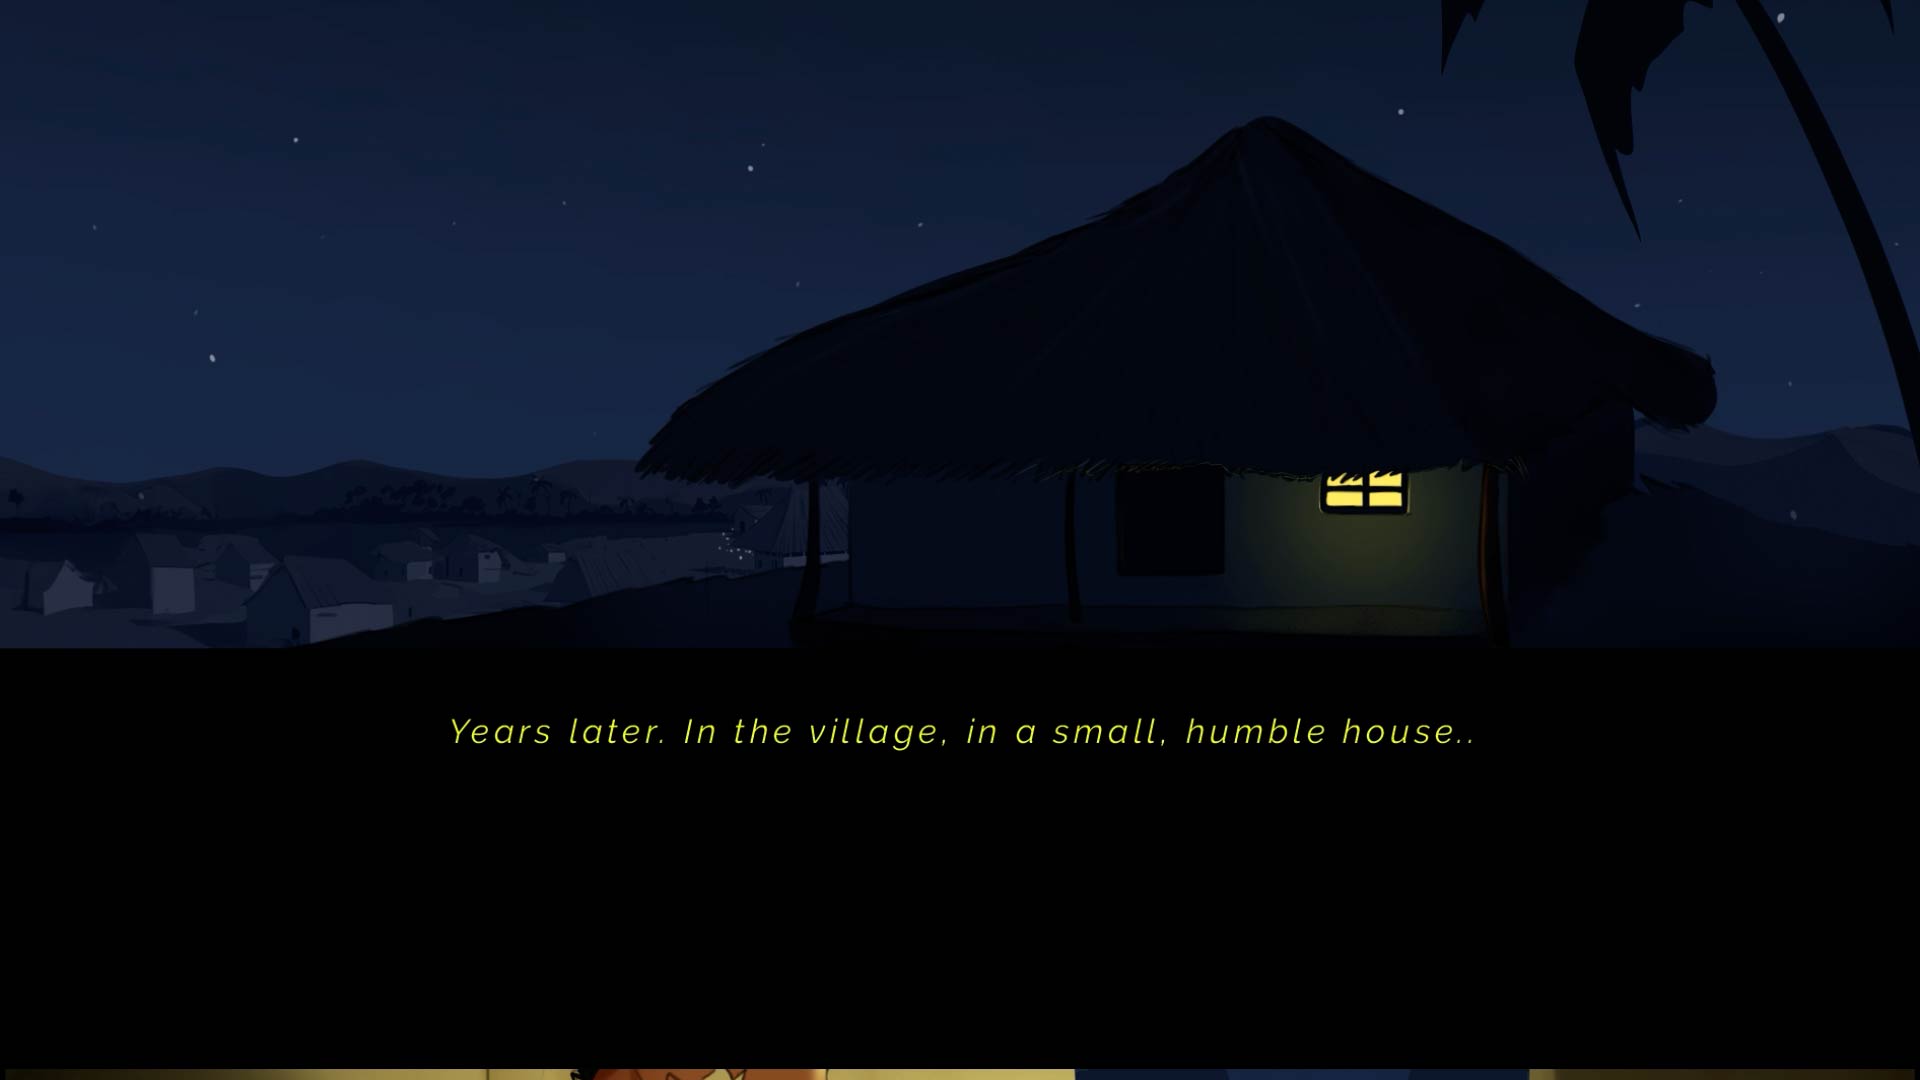 Years later. In the village, in a small, humble house..